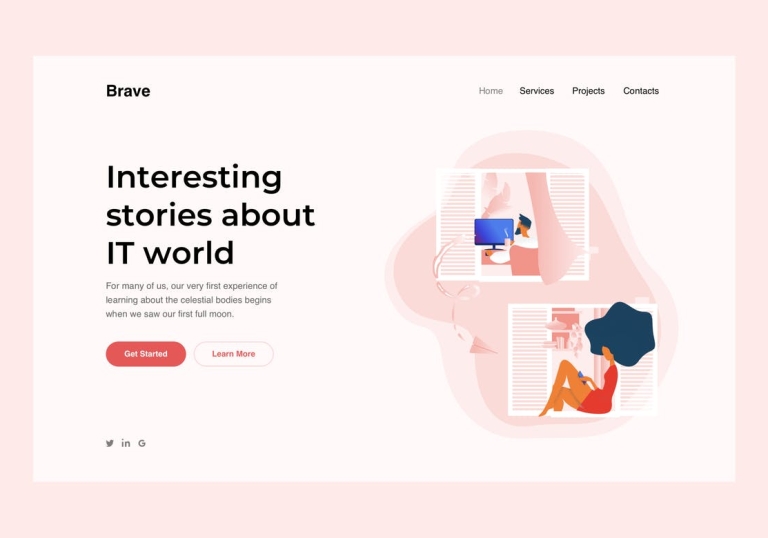 Brave
Home Services Projects Contacts
Interesting
stories about
IT world
For many of us, our very first experience of
learning about the celestial bodies begins
when we saw our first full moon.
Get Started Learn More